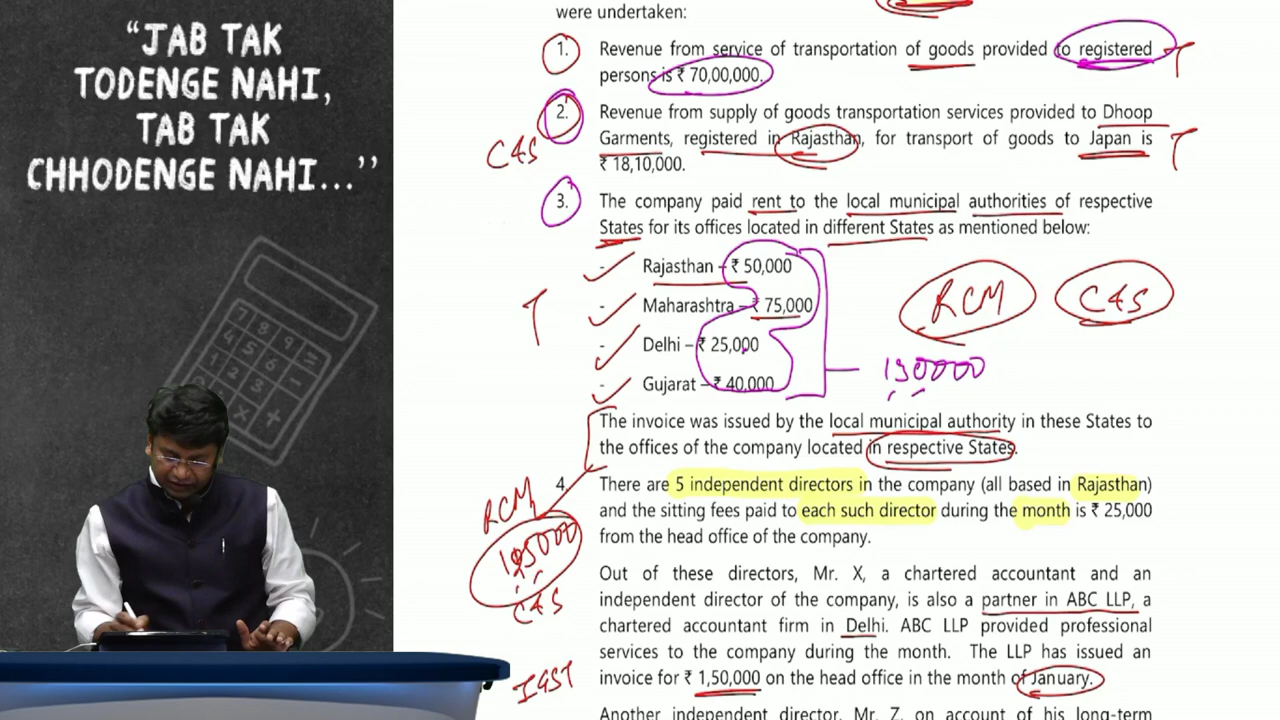 “JAB TAK
TODENGE NAHI,
TAB TAK
CHHODENGE NAHI...’’
were undertaken:
1. Revenue from service of transportation of goods provided to registered T
persons is ₹ 70,00,000.
2. Revenue from supply of goods transportation services provided to Dhoop
C&S Garments, registered in Rajasthan, for transport of goods to Japan is T
₹ 18,10,000.
3. The company paid rent to the local municipal authorities of respective
States for its offices located in different States as mentioned below:
- Rajasthan – ₹ 50,000
T - Maharashtra – ₹ 75,000 RCM C&S
- Delhi – ₹ 25,000
- Gujarat – ₹ 40,000
The invoice was issued by the local municipal authority in these States to
the offices of the company located in respective States.
4. There are 5 independent directors in the company (all based in Rajasthan)
RCM and the sitting fees paid to each such director during the month is ₹ 25,000
from the head office of the company.
Out of these directors, Mr. X, a chartered accountant and an
C&S independent director of the company, is also a partner in ABC LLP, a
chartered accountant firm in Delhi. ABC LLP provided professional
services to the company during the month. The LLP has issued an
IGST invoice for ₹ 1,50,000 on the head office in the month of January.
Another independent director, Mr. Z, on account of his long-term